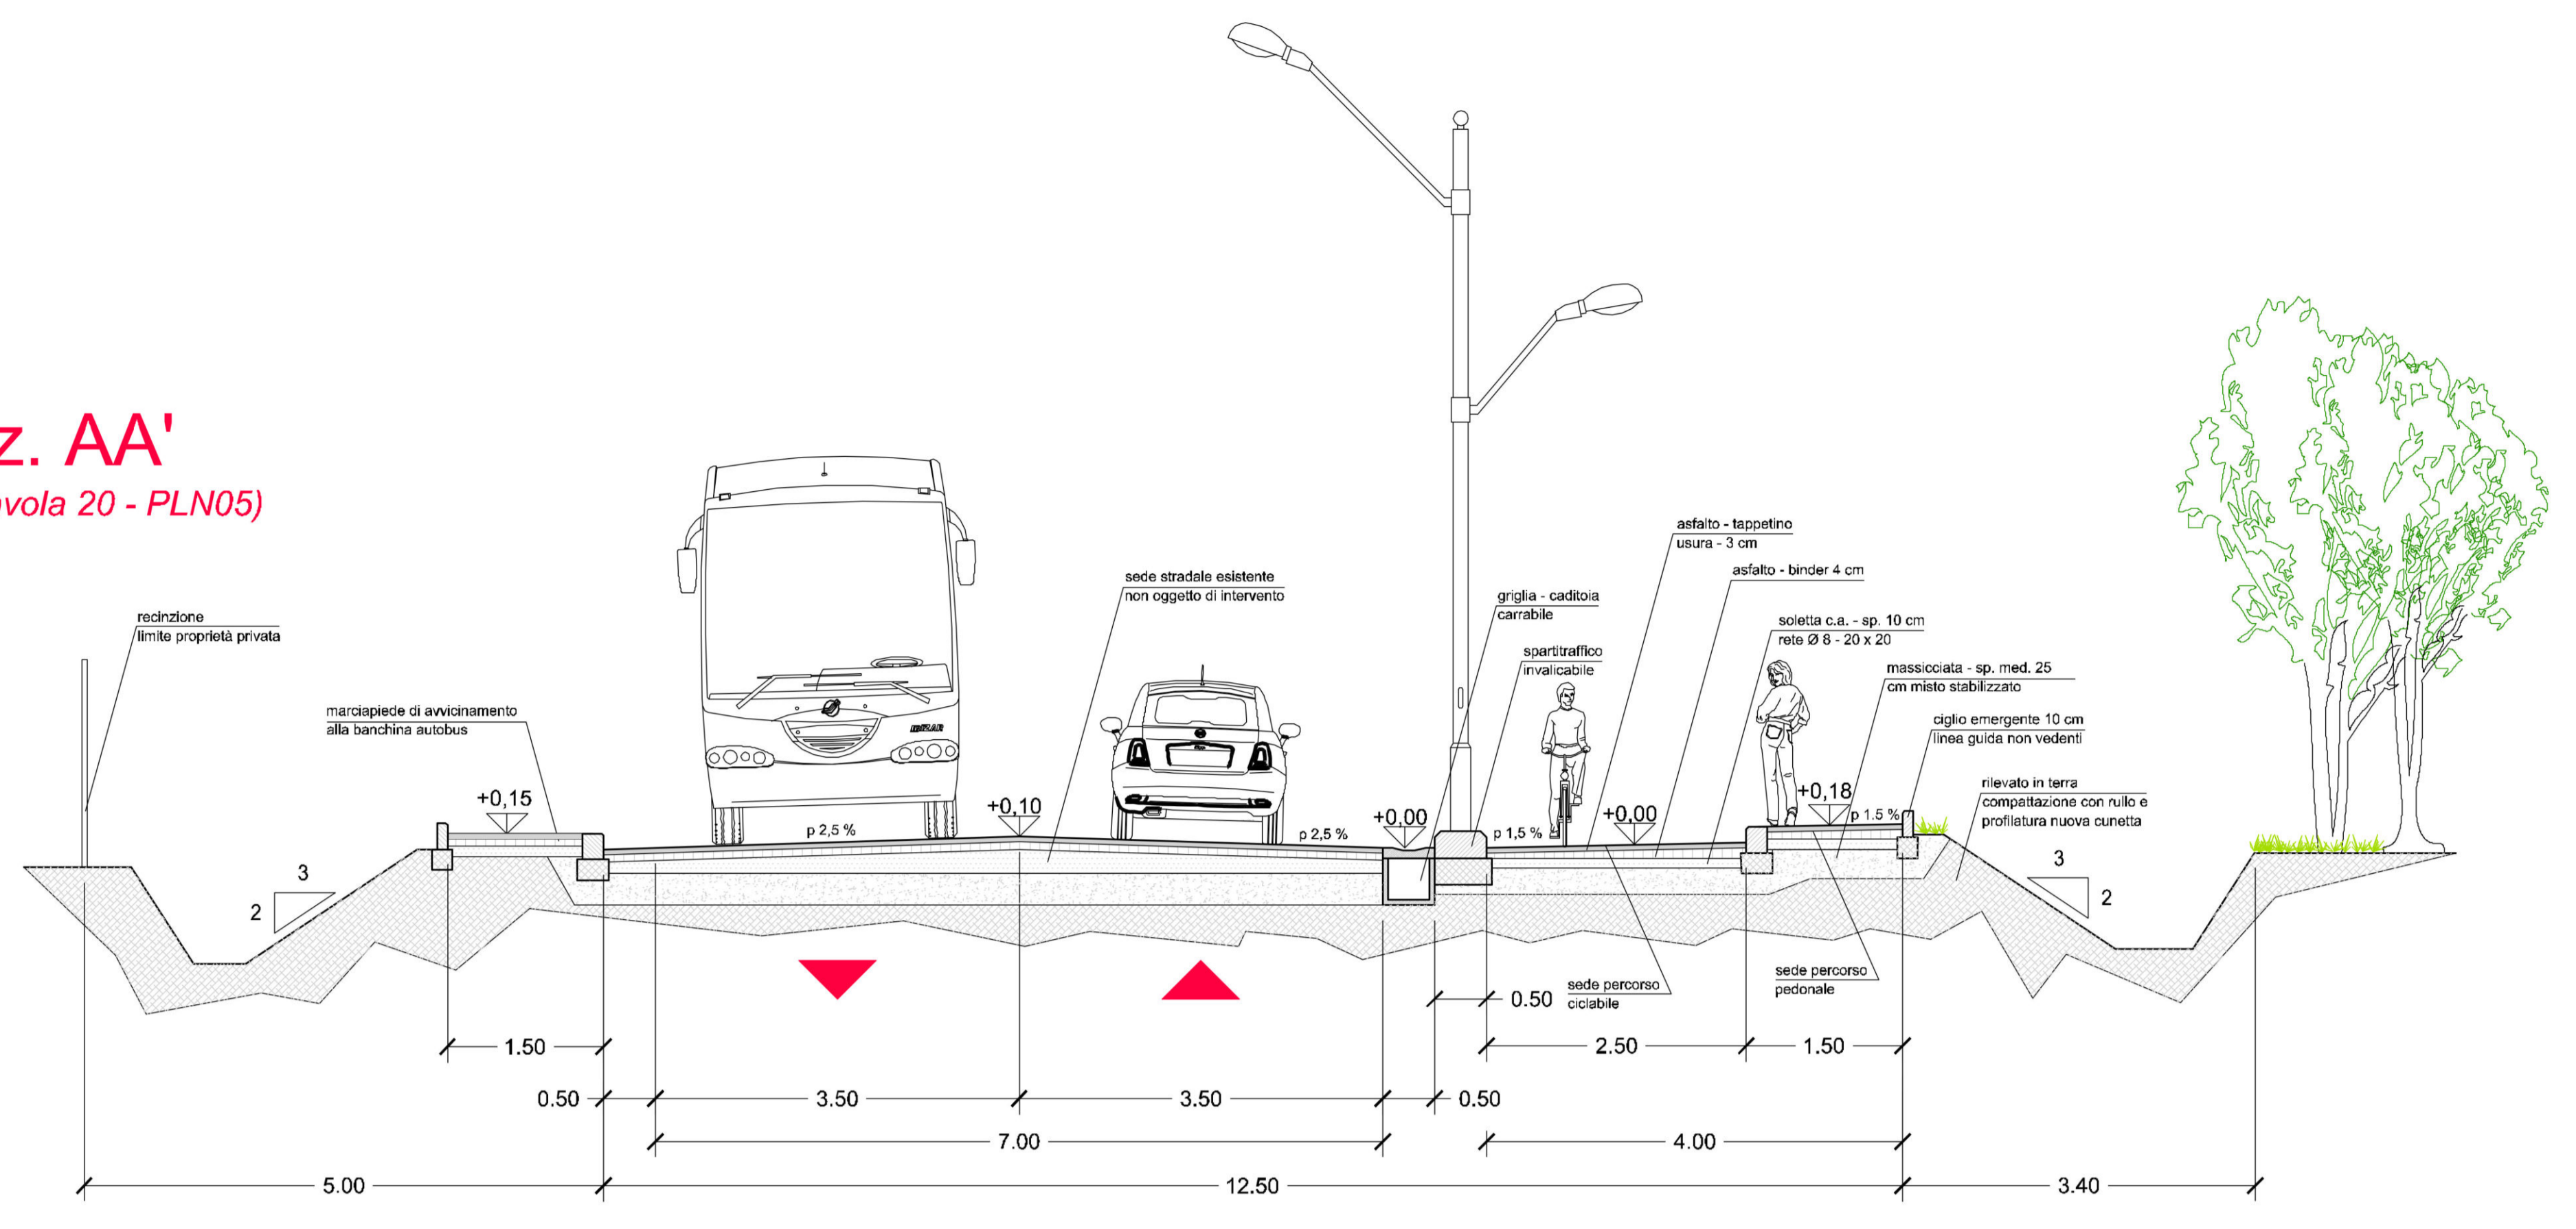 z. AA'
vola 20 - PLN05)
recinzione
limite proprietà privata
marciapiede di avvicinamento
alla banchina autobus
sede stradale esistente
non oggetto di intervento
griglia - caditoia
carrabile
spartitraffico
invalicabile
asfalto - tappetino
usura - 3 cm
asfalto - binder 4 cm
soletta c.a. - sp. 10 cm
rete Ø 8 - 20 x 20
massicciata - sp. med. 25
cm misto stabilizzato
ciglio emergente 10 cm
linea guida non vedenti
rilevato in terra
compattazione con rullo e
profilatura nuova cunetta
+0,15
+0,10
+0,00
+0,00
+0,18
p 2,5 %
p 2,5 %
p 1,5 %
p 1.5 %
3
2
3
2
sede percorso
ciclabile
sede percorso
pedonale
0.50
1.50
2.50
1.50
0.50
3.50
3.50
0.50
7.00
4.00
5.00
12.50
3.40